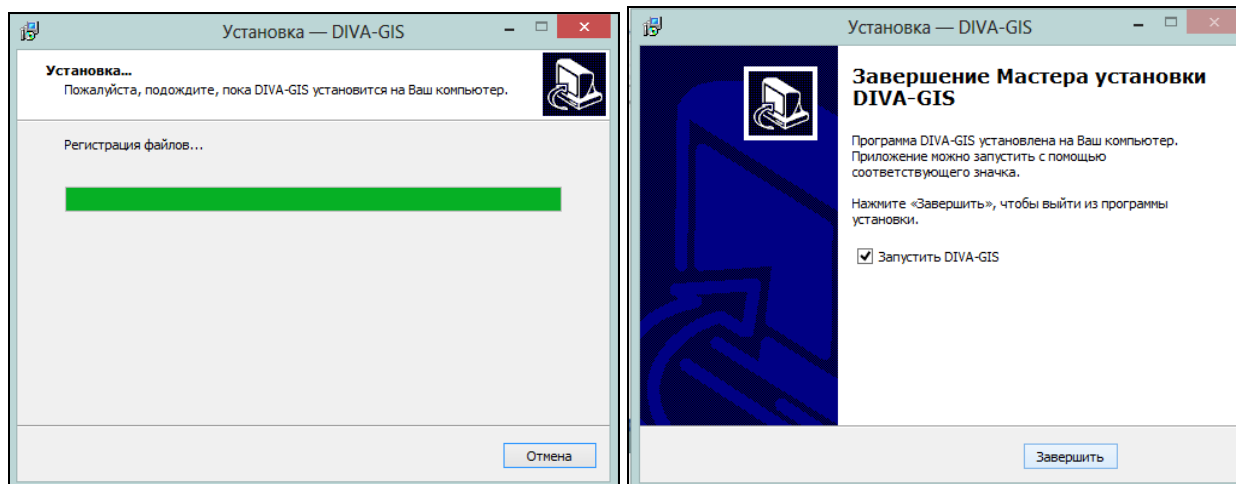 Установка — DIVA-GIS
Установка...
Пожалуйста, подождите, пока DIVA-GIS установится на Ваш компьютер.
Регистрация файлов...
Отмена
Установка — DIVA-GIS
Завершение Мастера установки
DIVA-GIS
Программа DIVA-GIS установлена на Ваш компьютер.
Приложение можно запустить с помощью
соответствующего значка.
Нажмите «Завершить», чтобы выйти из программы
установки.
Запустить DIVA-GIS
Завершить